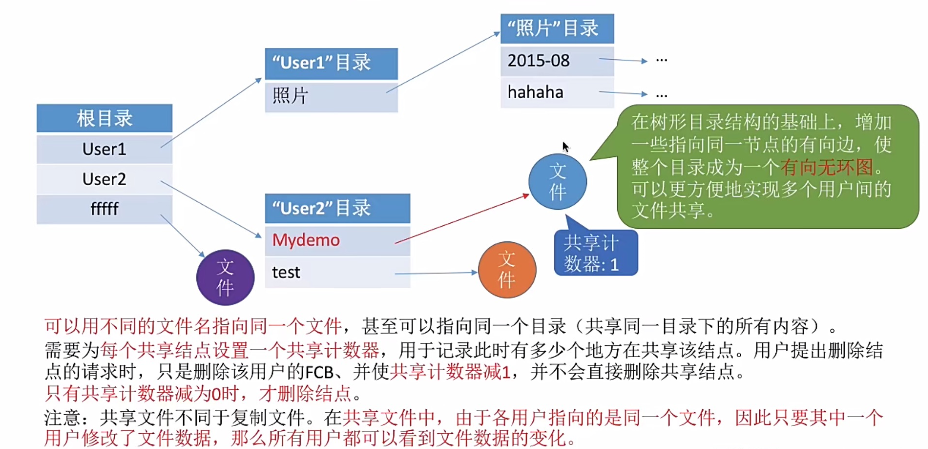 “照片”目录
2015-08
...
hahaha
...
“User1”目录
照片
根目录
User1
User2
fffff
文件
“User2”目录
Mydemo
test
文件
文件
共享计
数器: 1
在树形目录结构的基础上，增加
一些指向同一节点的有向边，使
整个目录成为一个有向无环图。
可以更方便地实现多个用户间的
文件共享。
可以用不同的文件名指向同一个文件，甚至可以指向同一个目录（共享同一目录下的所有内容）。
需要为每个共享结点设置一个共享计数器，用于记录此时有多少个地方在共享该结点。用户提出删除结
点的请求时，只是删除该用户的FCB、并使共享计数器减1，并不会直接删除共享结点。
只有共享计数器减为0时，才删除结点。
注意：共享文件不同于复制文件。在共享文件中，由于各用户指向的是同一个文件，因此只要其中一个
用户修改了文件数据，那么所有用户都可以看到文件数据的变化。